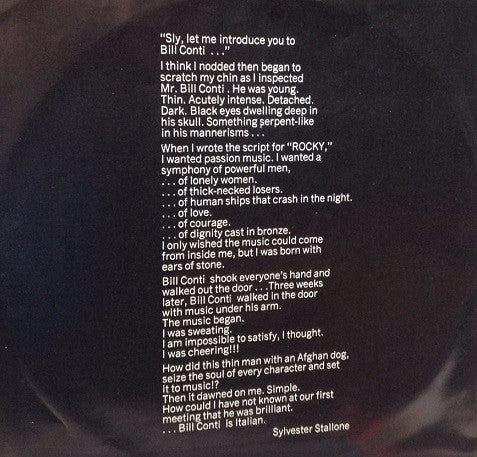 "Sly, let me introduce you to
Bill Conti ..."
I think I nodded then began to
scratch my chin as I inspected
Mr. Bill Conti. He was young.
Thin. Acutely intense. Detached.
Dark. Black eyes dwelling deep in
his skull. Something serpent-like
in his mannerisms ...
When I wrote the script for "ROCKY,"
I wanted passion music. I wanted a
symphony of powerful men,
... of lonely women.
... of thick-necked losers.
... of human ships that crash in the night.
... of love.
... of courage.
... of dignity cast in bronze.
I only wished the music could come
from inside me, but I was born with
ears of stone.
Bill Conti shook everyone's hand and
walked out the door ... Three weeks
later, Bill Conti walked in the door
with music under his arm.
The music began.
I was sweating.
I am impossible to satisfy, I thought.
I was cheering!!!
How did this thin man with an Afghan dog,
seize the soul of every character and set
it to music!?
Then it dawned on me. Simple.
How could I have not known at our first
meeting that he was brilliant.
... Bill Conti is Italian.
Sylvester Stallone